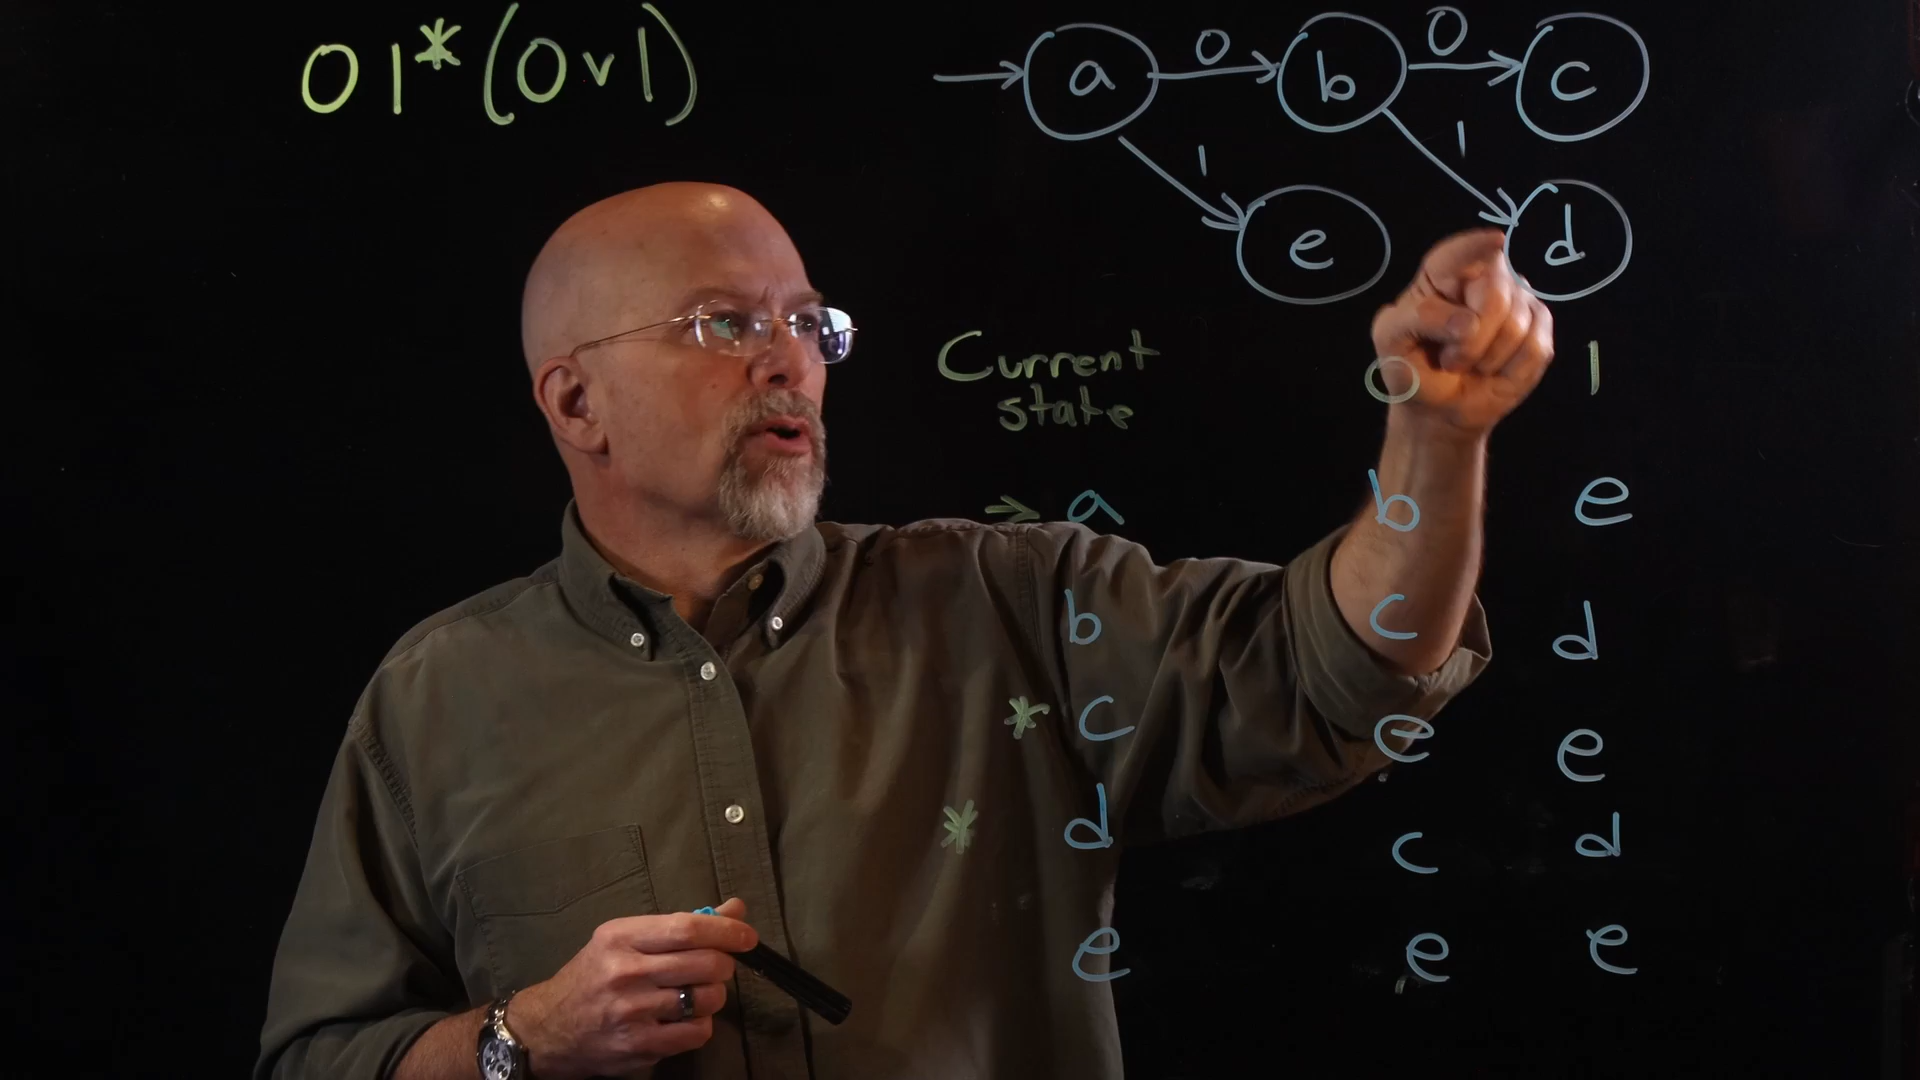 01*(0v1)
a 0 b 0 c
1 1
e d
Current state 0 1
→ a b e
b c d
* c e e
* d c d
e e e